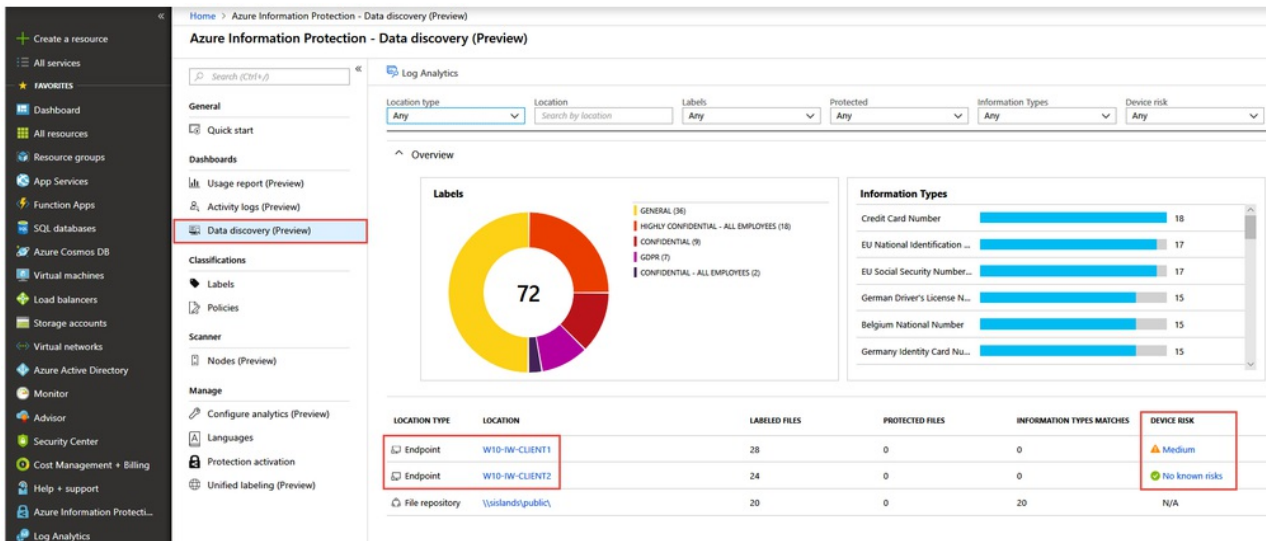 Home > Azure Information Protection - Data discovery (Preview)
Azure Information Protection - Data discovery (Preview)
Create a resource
All services
FAVORITES
Dashboard
All resources
Resource groups
App Services
Function Apps
SQL databases
Azure Cosmos DB
Virtual machines
Load balancers
Storage accounts
Virtual networks
Azure Active Directory
Monitor
Advisor
Security Center
Cost Management + Billing
Help + support
Azure Information Protecti...
Log Analytics
Search (Ctrl+/)
General
Quick start
Dashboards
Usage report (Preview)
Activity logs (Preview)
Data discovery (Preview)
Classifications
Labels
Policies
Scanner
Nodes (Preview)
Manage
Configure analytics (Preview)
Languages
Protection activation
Unified labeling (Preview)
Log Analytics
Location type Location Labels Protected Information Types Device risk
Any Search by location Any Any Any Any
Overview
Labels
72
GENERAL (36)
HIGHLY CONFIDENTIAL - ALL EMPLOYEES (18)
CONFIDENTIAL (9)
GDPR (7)
CONFIDENTIAL - ALL EMPLOYEES (2)
Information Types
Credit Card Number 18
EU National Identification ... 17
EU Social Security Number... 17
German Driver's License N... 15
Belgium National Number 15
Germany Identity Card Nu... 15
LOCATION TYPE LOCATION LABELED FILES PROTECTED FILES INFORMATION TYPES MATCHES DEVICE RISK
Endpoint W10-IW-CLIENT1 28 0 0 Medium
Endpoint W10-IW-CLIENT2 24 0 0 No known risks
File repository \\sislands\public\ 20 0 20 N/A